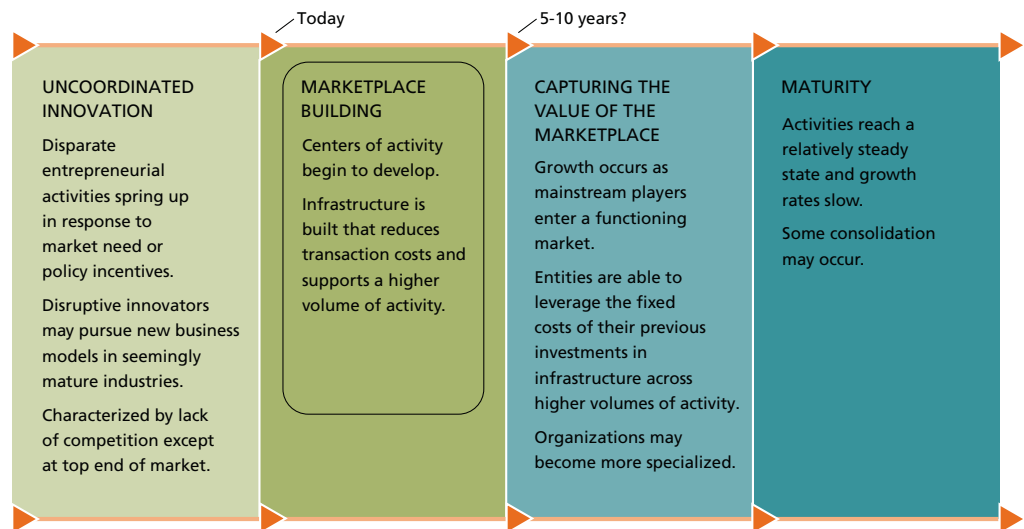 Today
5-10 years?
UNCOORDINATED
INNOVATION
Disparate
entrepreneurial
activities spring up
in response to
market need or
policy incentives.
Disruptive innovators
may pursue new business
models in seemingly
mature industries.
Characterized by lack
of competition except
at top end of market.
MARKETPLACE
BUILDING
Centers of activity
begin to develop.
Infrastructure is
built that reduces
transaction costs and
supports a higher
volume of activity.
CAPTURING THE
VALUE OF THE
MARKETPLACE
Growth occurs as
mainstream players
enter a functioning
market.
Entities are able to
leverage the fixed
costs of their previous
investments in
infrastructure across
higher volumes of activity.
Organizations may
become more specialized.
MATURITY
Activities reach a
relatively steady
state and growth
rates slow.
Some consolidation
may occur.